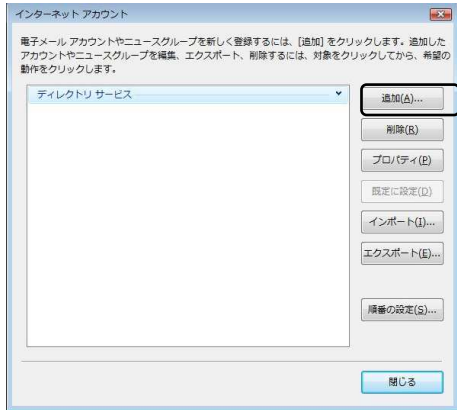 インターネット アカウント
電子メール アカウントやニュースグループを新しく登録するには、[追加] をクリックします。追加した
アカウントやニュースグループを編集、エクスポート、削除するには、対象をクリックしてから、希望の
動作をクリックします。
ディレクトリ サービス
追加(A)...
削除(R)
プロパティ(P)
既定に設定(D)
インポート(I)...
エクスポート(E)...
順番の設定(S)...
閉じる